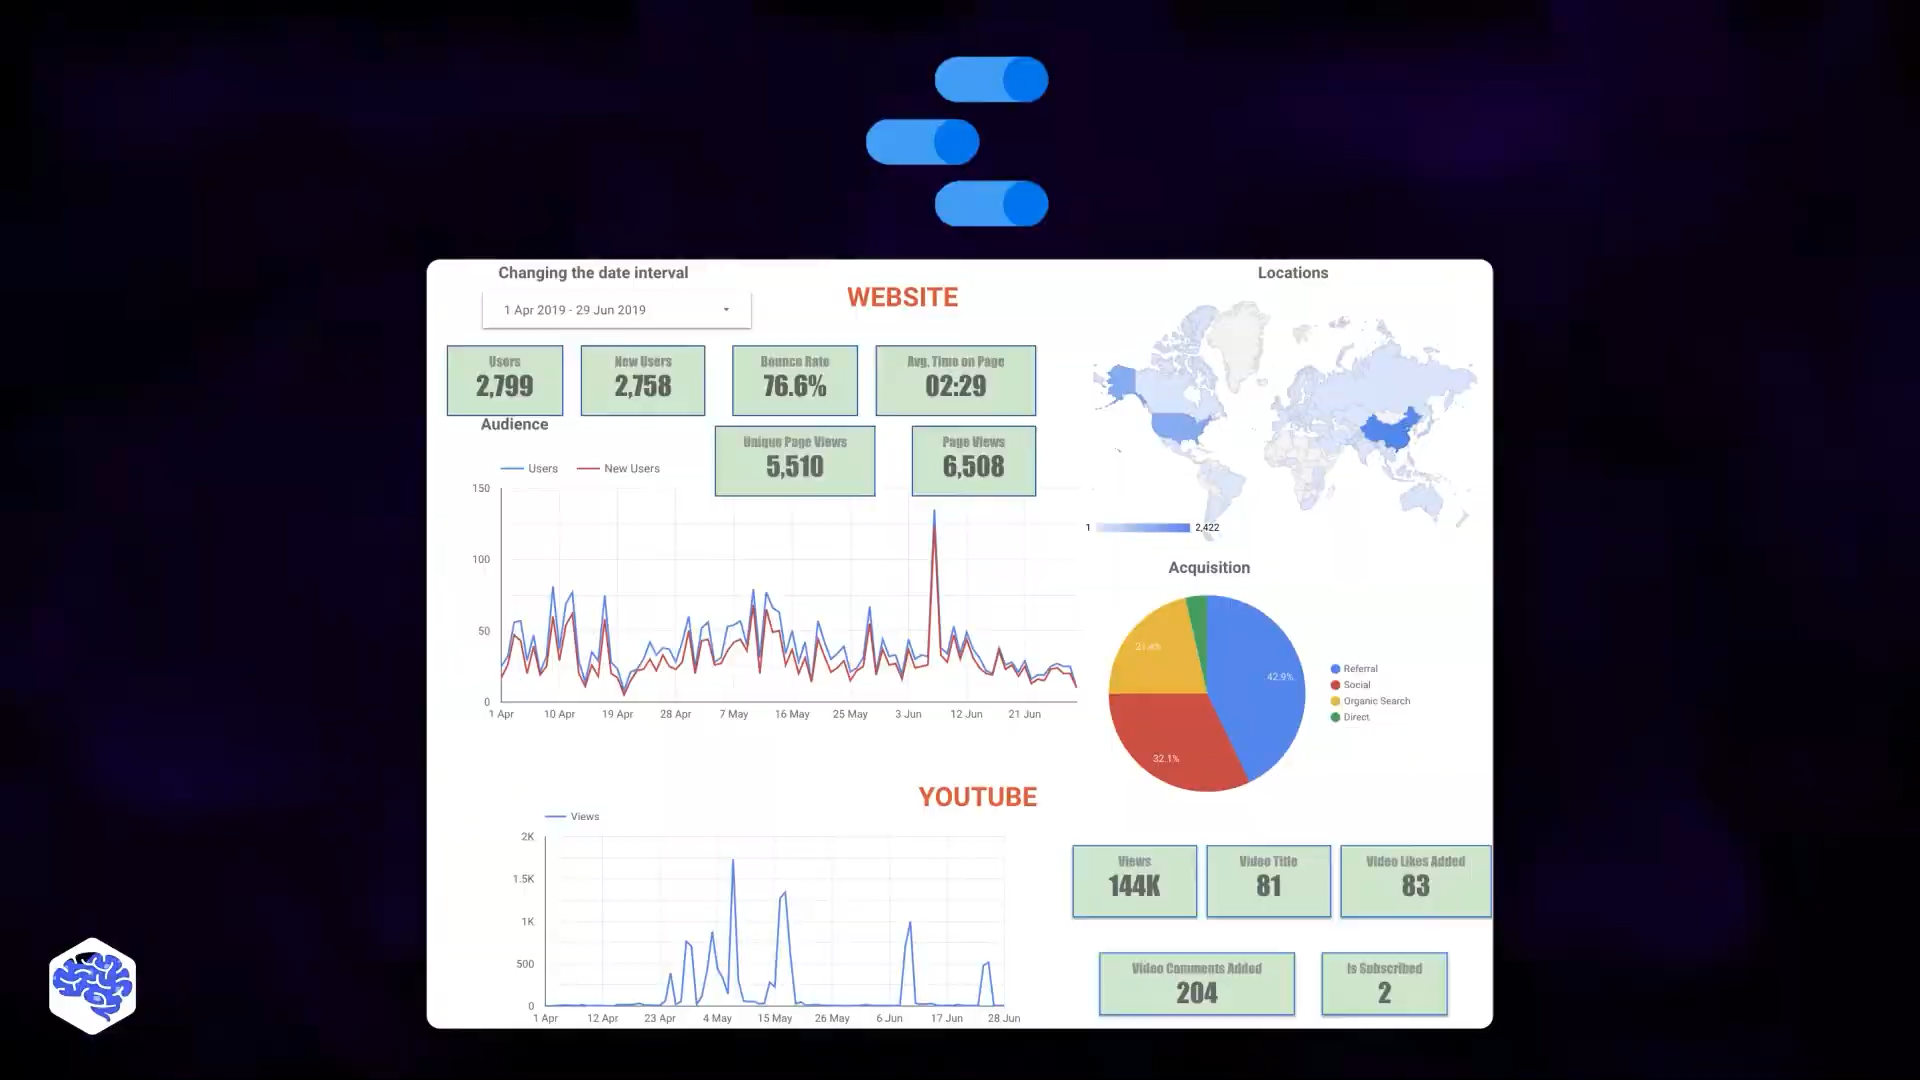 Changing the date interval
1 Apr 2019 - 29 Jun 2019
WEBSITE
Locations
Users
2,799
New Users
2,758
Bounce Rate
76.6%
Avg. Time on Page
02:29
Unique Page Views
5,510
Page Views
6,508
Audience
Users
New Users
150
100
50
0
1 Apr
10 Apr
19 Apr
28 Apr
7 May
16 May
25 May
3 Jun
12 Jun
21 Jun
1
2,422
Acquisition
21.4%
42.9%
32.1%
Referral
Social
Organic Search
Direct
YOUTUBE
Views
2K
1.5K
1K
500
0
1 Apr
12 Apr
23 Apr
4 May
15 May
26 May
6 Jun
17 Jun
28 Jun
Views
144K
Video Title
81
Video Likes Added
83
Video Comments Added
204
Is Subscribed
2